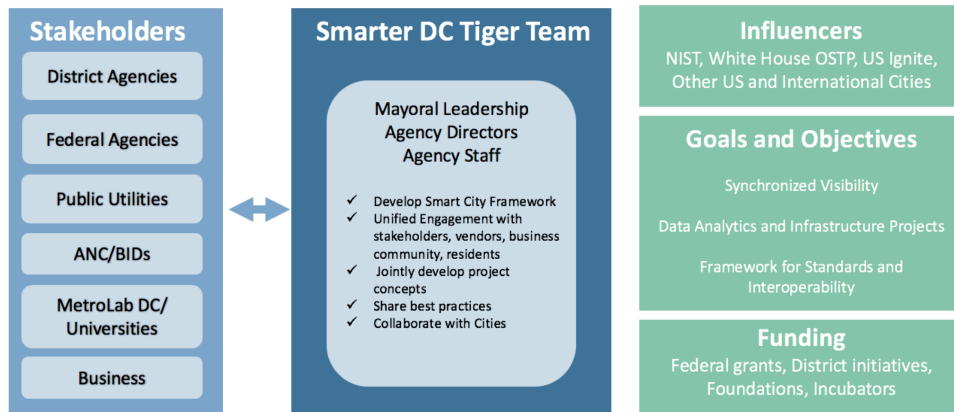 Stakeholders
District Agencies
Federal Agencies
Public Utilities
ANC/BIDs
MetroLab DC/
Universities
Business
Smarter DC Tiger Team
Mayoral Leadership
Agency Directors
Agency Staff
✓ Develop Smart City Framework
✓ Unified Engagement with
stakeholders, vendors, business
community, residents
✓ Jointly develop project
concepts
✓ Share best practices
✓ Collaborate with Cities
Influencers
NIST, White House OSTP, US Ignite,
Other US and International Cities
Goals and Objectives
Synchronized Visibility
Data Analytics and Infrastructure Projects
Framework for Standards and
Interoperability
Funding
Federal grants, District initiatives,
Foundations, Incubators